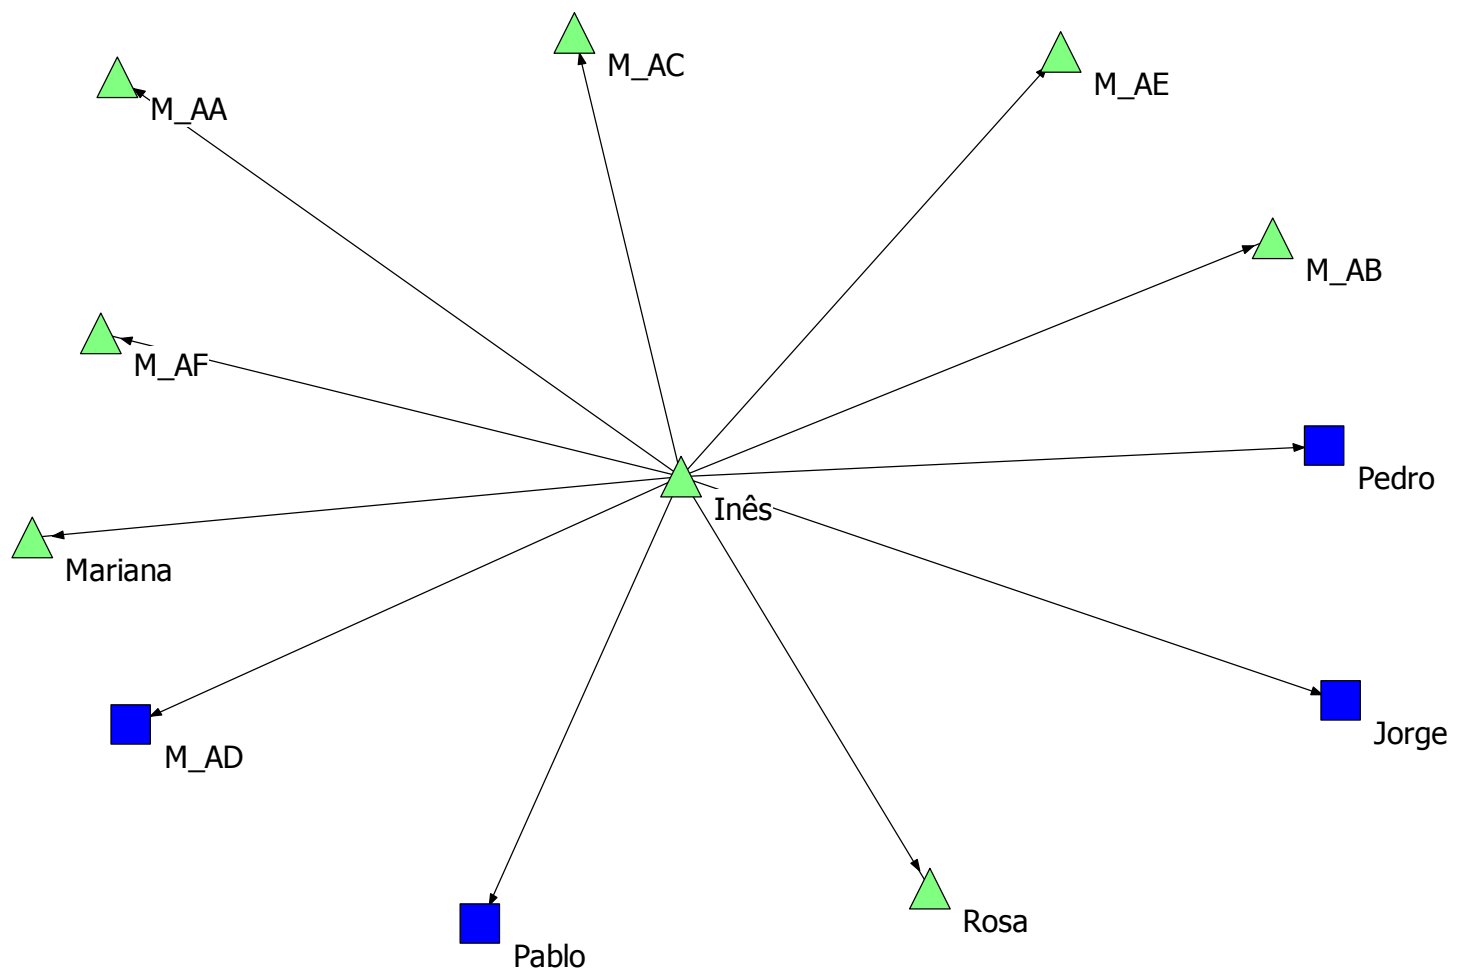 M_AC
M_AE
M_AA
M_AB
M_AF
Pedro
Inês
Mariana
Jorge
M_AD
Rosa
Pablo